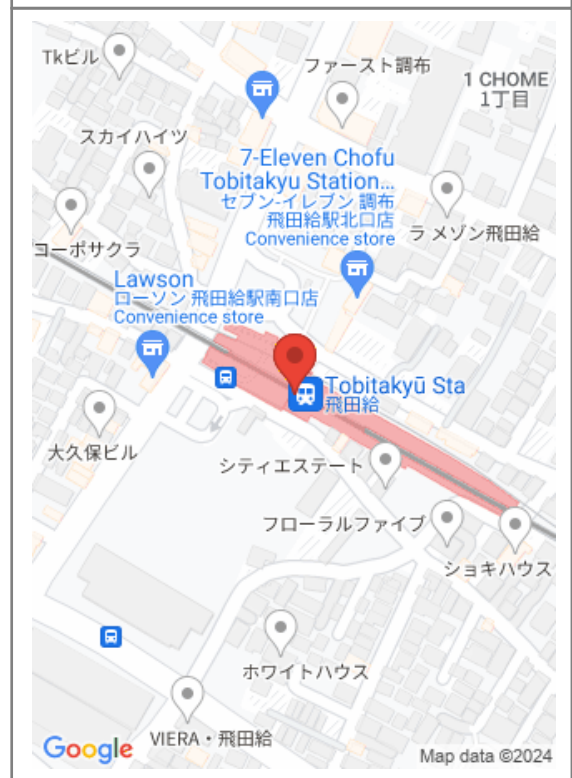 Tkビル
ファースト調布
1 CHOME
1丁目
スカイハイツ
7-Eleven Chofu
Tobitakyu Station...
セブン-イレブン 調布
飛田給駅北口店
Convenience store
ラ メゾン飛田給
コーポサクラ
Lawson
ローソン 飛田給駅南口店
Convenience store
Tobitakyū Sta
飛田給
大久保ビル
シティエステート
フローラルファイブ
ショキハウス
ホワイトハウス
VIERA・飛田給
Google
Map data ©2024